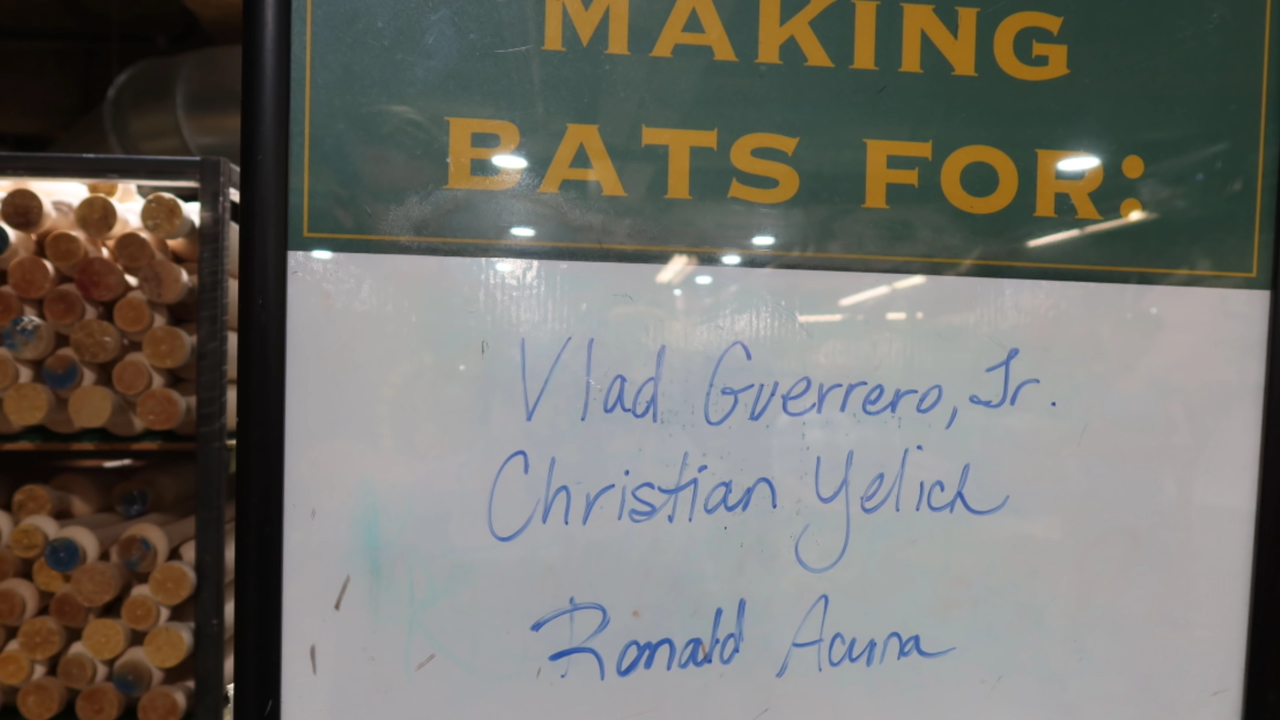 MAKING
BATS FOR:
Vlad Guerrero, Jr.
Christian Yelich
Ronald Acuna